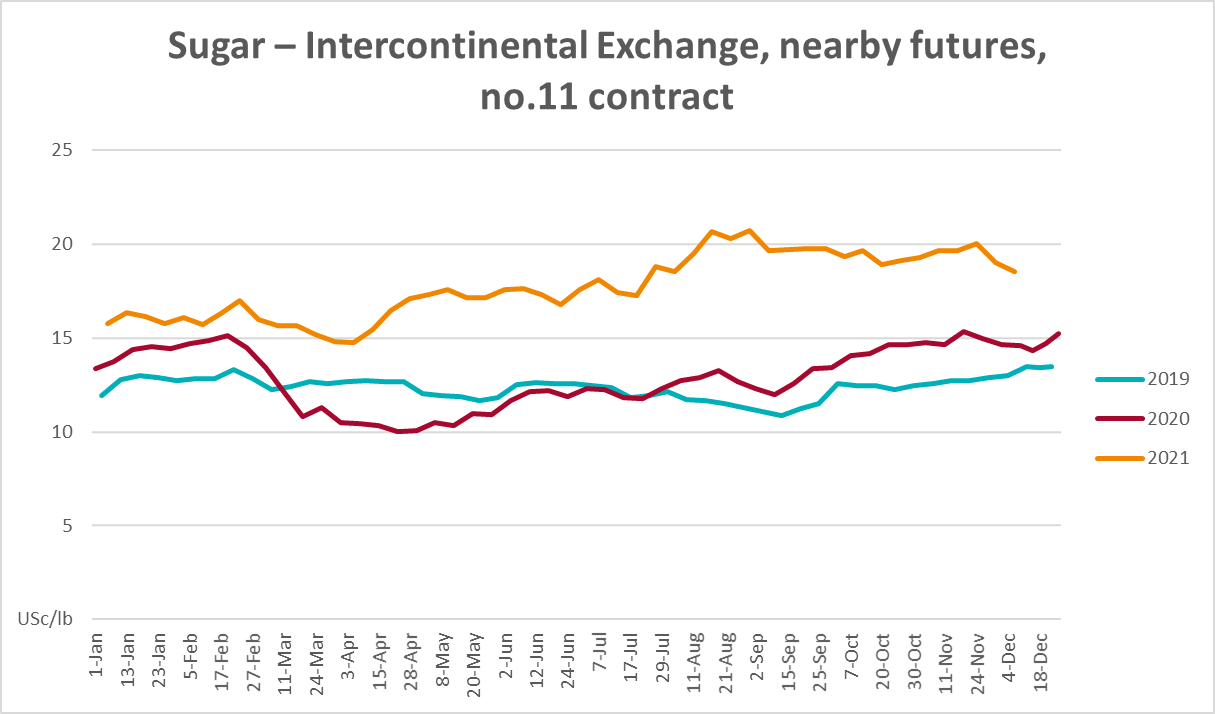 Sugar – Intercontinental Exchange, nearby futures,
no.11 contract
25
20
15
10
5
USc/lb
1-Jan
13-Jan
23-Jan
5-Feb
17-Feb
27-Feb
11-Mar
24-Mar
3-Apr
15-Apr
28-Apr
8-May
20-May
2-Jun
12-Jun
24-Jun
7-Jul
17-Jul
29-Jul
11-Aug
21-Aug
2-Sep
15-Sep
25-Sep
7-Oct
20-Oct
30-Oct
11-Nov
24-Nov
4-Dec
18-Dec
2019
2020
2021